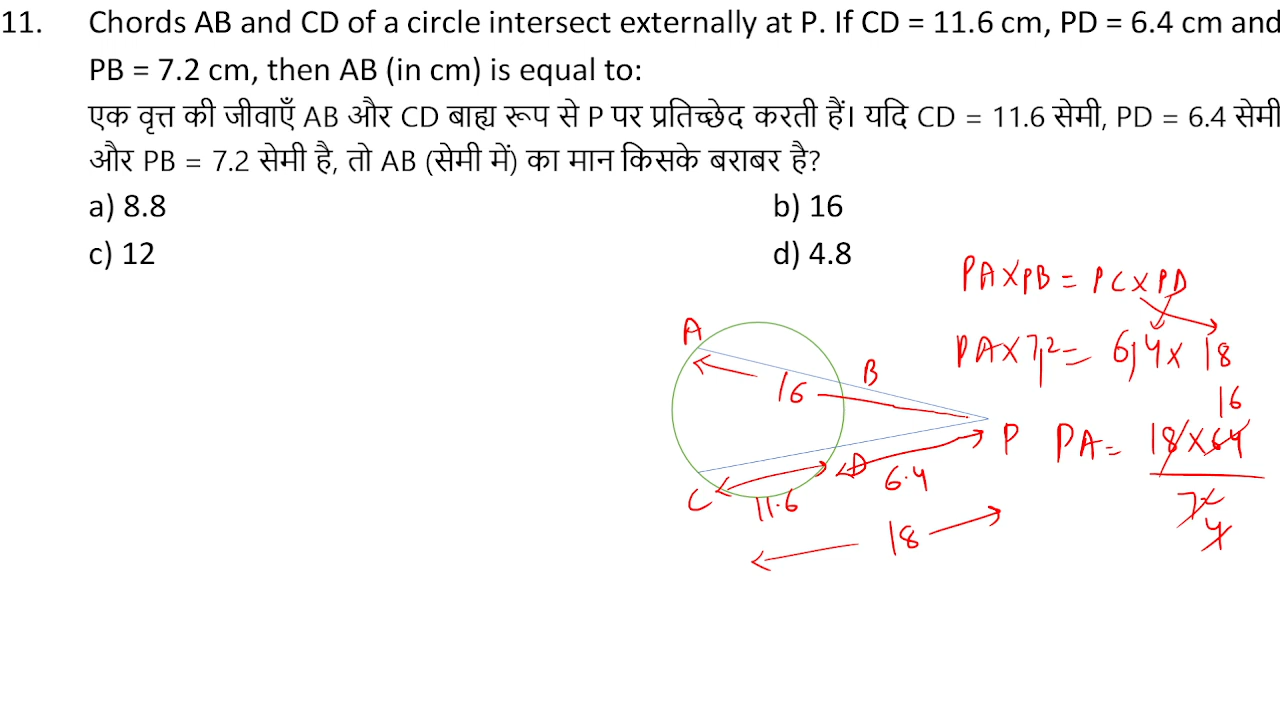 11. Chords AB and CD of a circle intersect externally at P. If CD = 11.6 cm, PD = 6.4 cm and
PB = 7.2 cm, then AB (in cm) is equal to:
एक वृत्त की जीवाएँ AB और CD बाह्य रूप से P पर प्रतिच्छेद करती हैं। यदि CD = 11.6 सेमी, PD = 6.4 सेमी
और PB = 7.2 सेमी है, तो AB (सेमी में) का मान किसके बराबर है?
a) 8.8 b) 16
c) 12 d) 4.8
PA×PB = PC×PD
PA×7.2 = 6.4×18
16
PA = 18×64
72
4
A
B
16
P
C
D
11.6
6.4
18